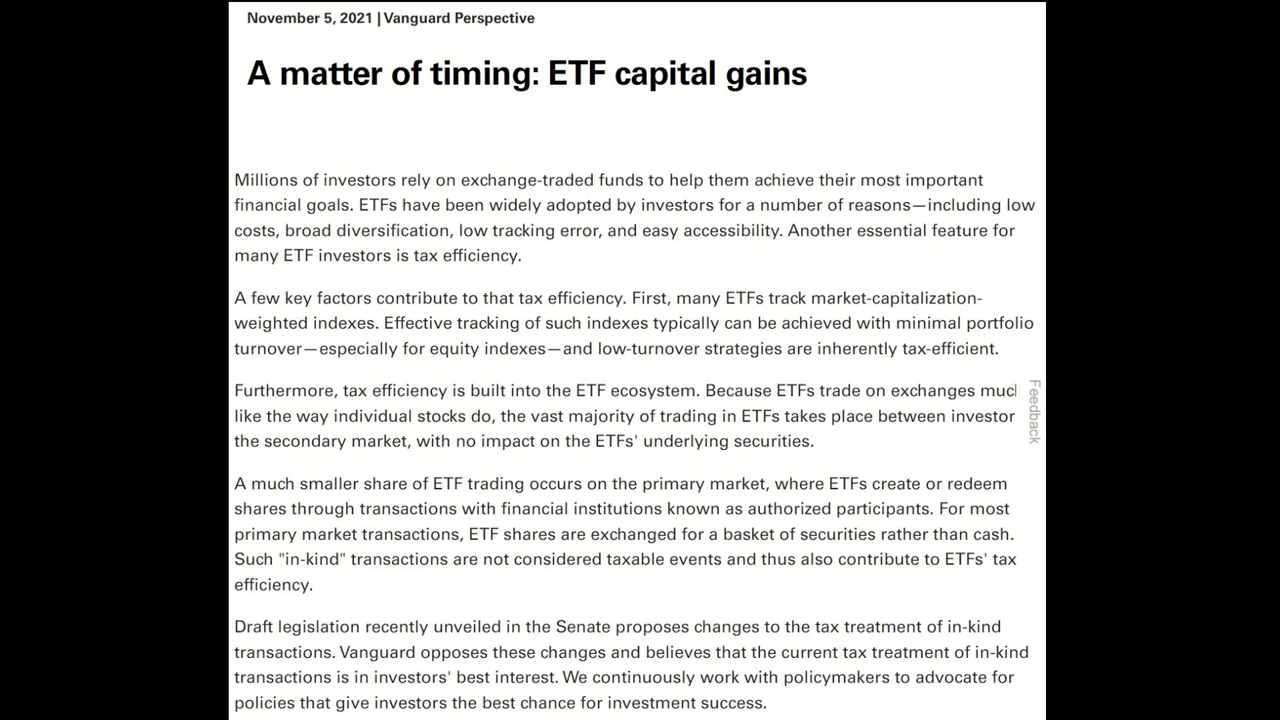 November 5, 2021 | Vanguard Perspective
A matter of timing: ETF capital gains
Millions of investors rely on exchange-traded funds to help them achieve their most important
financial goals. ETFs have been widely adopted by investors for a number of reasons—including low
costs, broad diversification, low tracking error, and easy accessibility. Another essential feature for
many ETF investors is tax efficiency.
A few key factors contribute to that tax efficiency. First, many ETFs track market-capitalization-
weighted indexes. Effective tracking of such indexes typically can be achieved with minimal portfolio
turnover—especially for equity indexes—and low-turnover strategies are inherently tax-efficient.
Furthermore, tax efficiency is built into the ETF ecosystem. Because ETFs trade on exchanges
like the way individual stocks do, the vast majority of trading in ETFs takes place between investor
the secondary market, with no impact on the ETFs' underlying securities.
A much smaller share of ETF trading occurs on the primary market, where ETFs create or redeem
shares through transactions with financial institutions known as authorized participants. For most
primary market transactions, ETF shares are exchanged for a basket of securities rather than cash.
Such "in-kind" transactions are not considered taxable events and thus also contribute to ETFs' tax
efficiency.
Draft legislation recently unveiled in the Senate proposes changes to the tax treatment of in-kind
transactions. Vanguard opposes these changes and believes that the current tax treatment of in-kind
transactions is in investors' best interest. We continuously work with policymakers to advocate for
policies that give investors the best chance for investment success.
Feedback